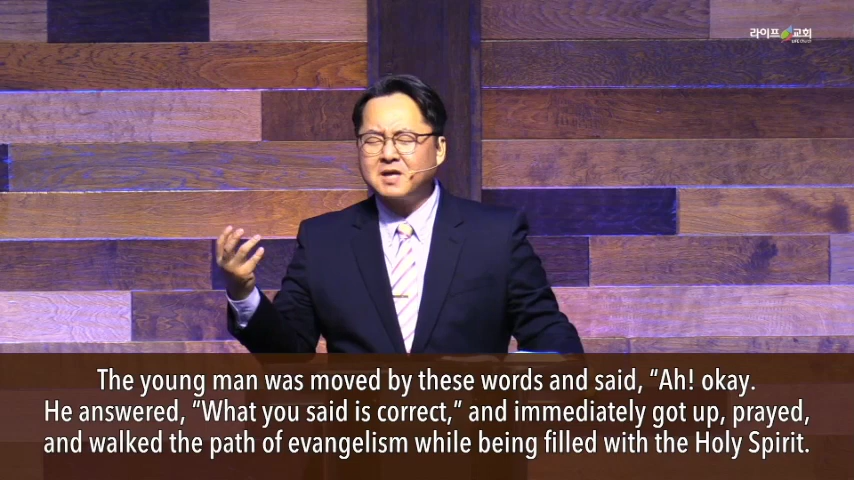 라이프 교회
The young man was moved by these words and said, “Ah! okay.
He answered, “What you said is correct,” and immediately got up, prayed,
and walked the path of evangelism while being filled with the Holy Spirit.